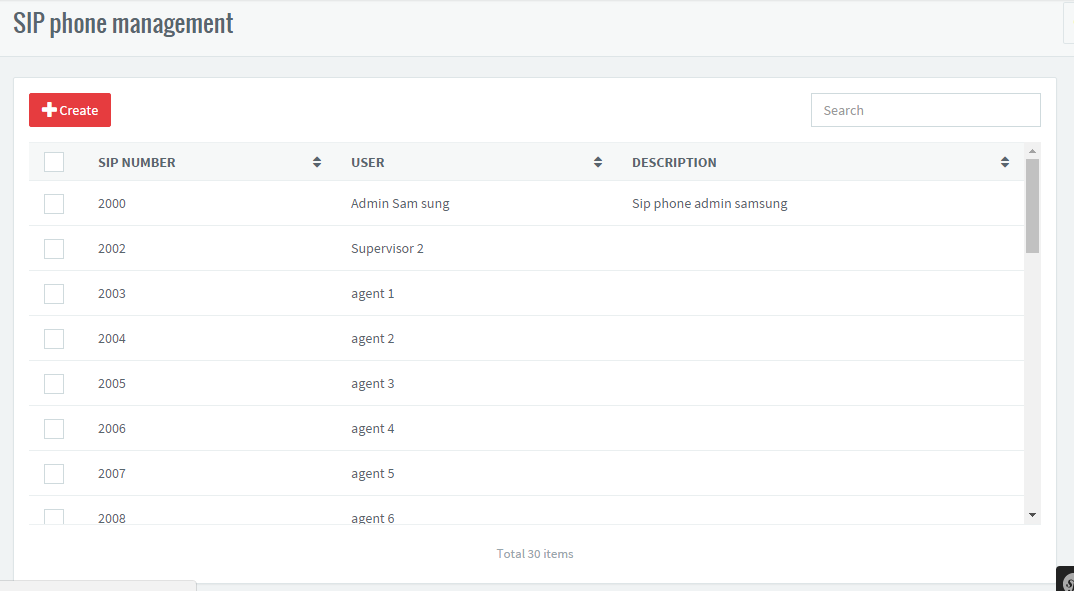 SIP phone management
Create
Search
SIP NUMBER USER DESCRIPTION
2000 Admin Sam sung Sip phone admin samsung
2002 Supervisor 2
2003 agent 1
2004 agent 2
2005 agent 3
2006 agent 4
2007 agent 5
2008 agent 6
Total 30 items